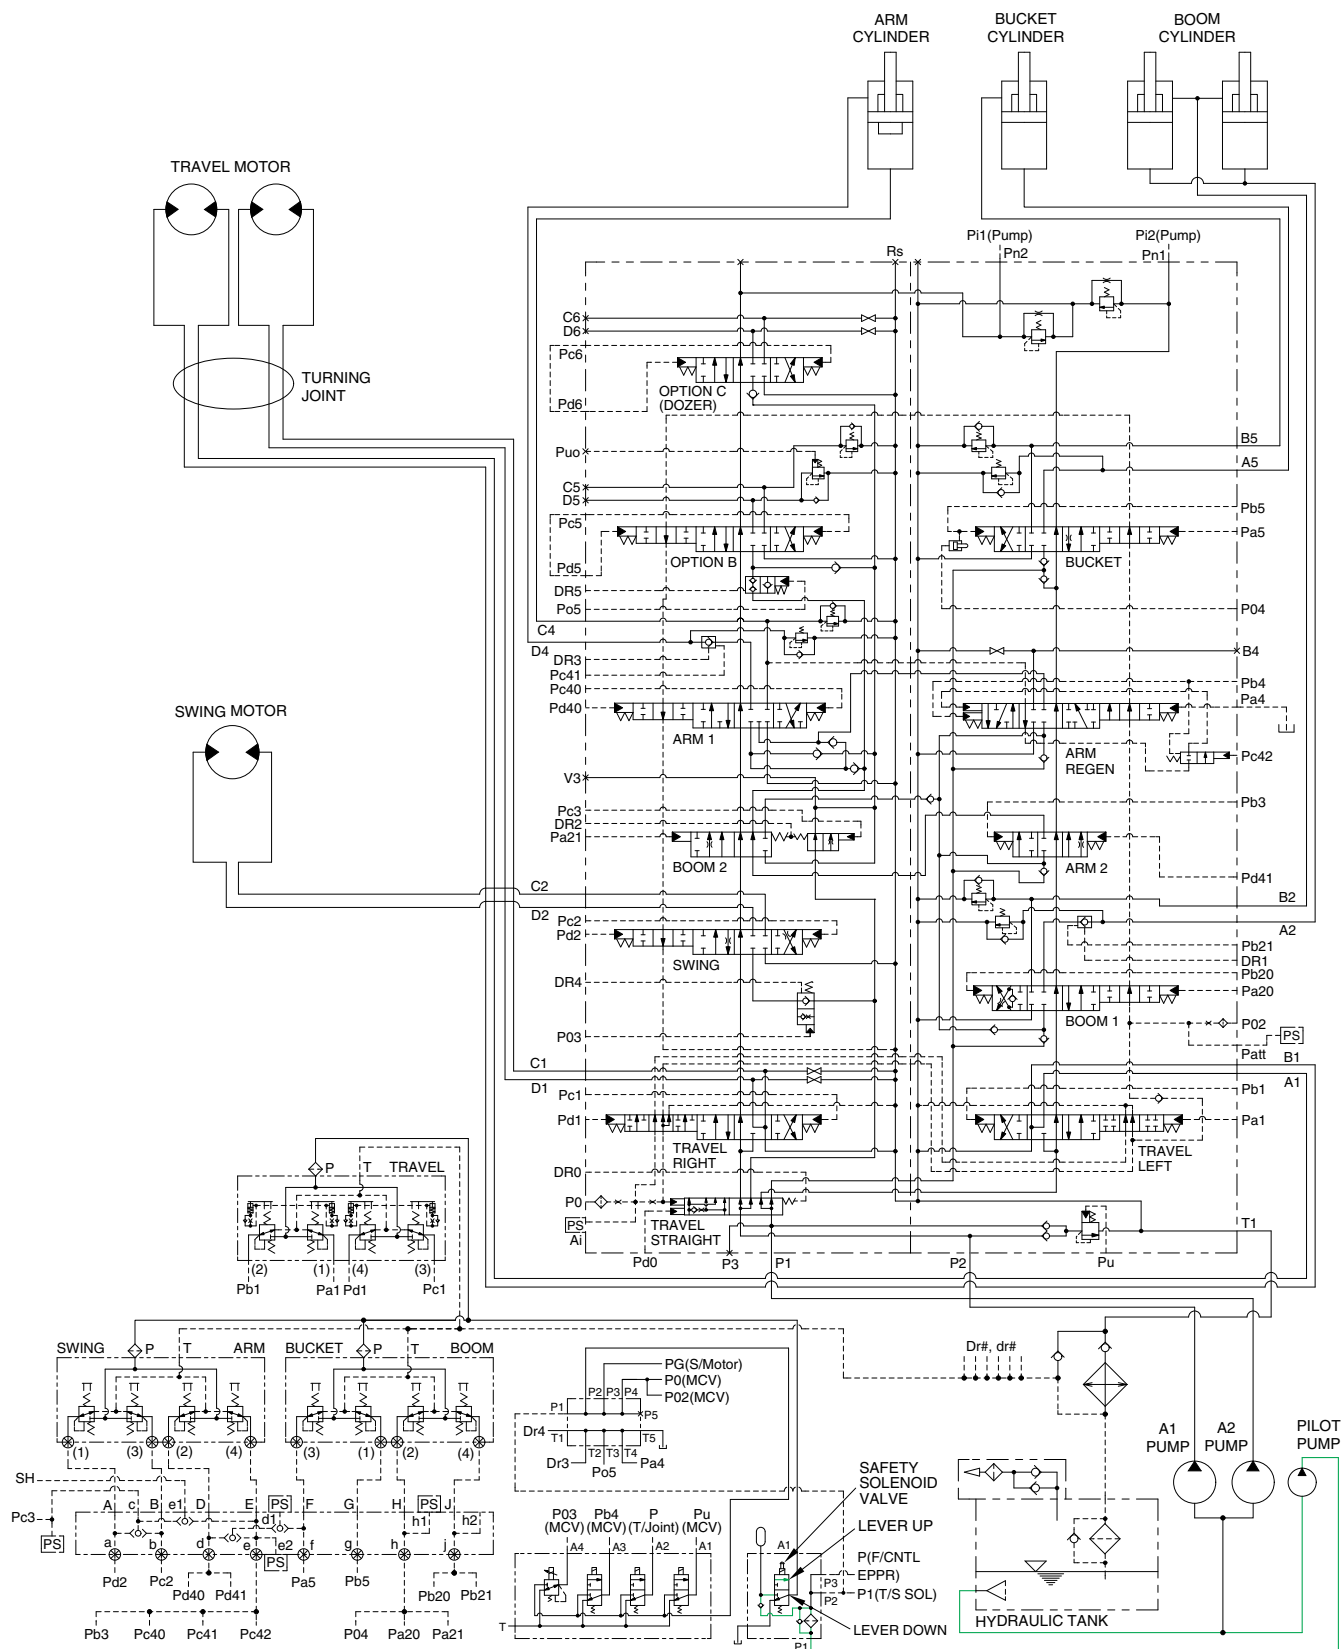 ARM
CYLINDER
BUCKET
CYLINDER
BOOM
CYLINDER
TRAVEL MOTOR
TURNING
JOINT
SWING MOTOR
Pi1(Pump)
Pn2
Pi2(Pump)
Pn1
Rs
C6
D6
Pc6
OPTION C
(DOZER)
Pd6
Puo
B5
A5
C5
D5
Pc5
Pb5
Pa5
OPTION B
BUCKET
Pd5
DR5
Po5
P04
C4
D4
DR3
Pc41
Pc40
Pd40
B4
Pb4
Pa4
ARM 1
ARM
REGEN
Pc42
V3
Pc3
DR2
Pa21
Pb3
BOOM 2
ARM 2
Pd41
C2
D2
B2
A2
Pc2
Pd2
Pb21
DR1
Pb20
Pa20
SWING
BOOM 1
DR4
P03
P02
PS
Patt
C1
D1
B1
A1
Pc1
Pd1
Pb1
Pa1
TRAVEL
RIGHT
TRAVEL
LEFT
DR0
P0
PS
Ai
TRAVEL
STRAIGHT
Pd0
P3
P1
P2
Pu
T1
P T TRAVEL
(2) (1) (4) (3)
Pb1 Pa1 Pd1 Pc1
SWING P T ARM
BUCKET P T BOOM
(1) (3) (2) (4)
(3) (1) (2) (4)
SH
Pc3
PS
A c B e1 D E PS d1 F G H PS J
h1 h2
a b d e e2 f g h j
PS
Pd2 Pc2 Pd40 Pd41 Pa5 Pb5 Pb20 Pb21
Pb3 Pc40 Pc41 Pc42 P04 Pa20 Pa21
PG(S/Motor)
P0(MCV)
P02(MCV)
P2 P3 P4
P1
P5
Dr4
T1
T5
T2 T3 T4
Dr3
Po5
Pa4
P03
(MCV)
Pb4
(MCV)
P
(T/Joint)
Pu
(MCV)
A4 A3 A2 A1
T
A1
SAFETY
SOLENOID
VALVE
LEVER UP
P(F/CNTL
EPPR)
P3
P2
P1(T/S SOL)
LEVER DOWN
P1
Dr#, dr#
A1
PUMP
A2
PUMP
PILOT
PUMP
HYDRAULIC TANK